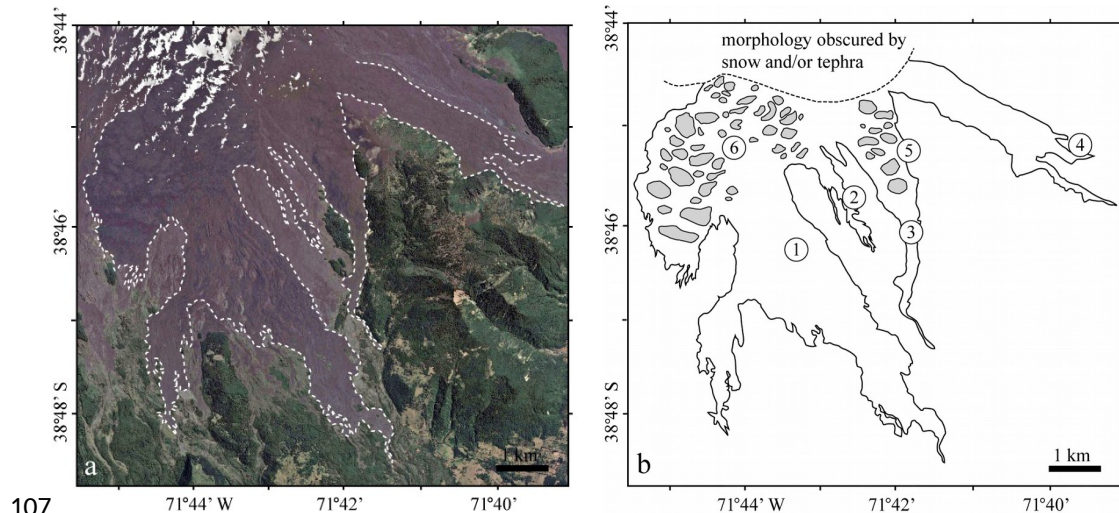 38°44'
38°46'
38°48' S
a
1 km
71°44' W
71°42'
71°40'
38°44'
morphology obscured by
snow and/or tephra
6
5
4
2
3
1
38°46'
38°48' S
b
1 km
71°44' W
71°42'
71°40'
107